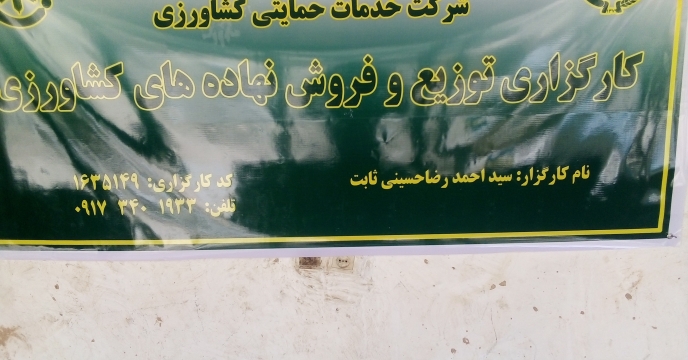 شرکت خدمات حمایتی کشاورزی
کارگزاری توزیع و فروش نهاده های کشاورزی
نام کارگزار: سید احمد رضاحسینی ثابت
کد کارگزاری: ۱۶۳۵۱۴۹
تلفن: ۱۹۳۳ ۳۴۰ ۰۹۱۷